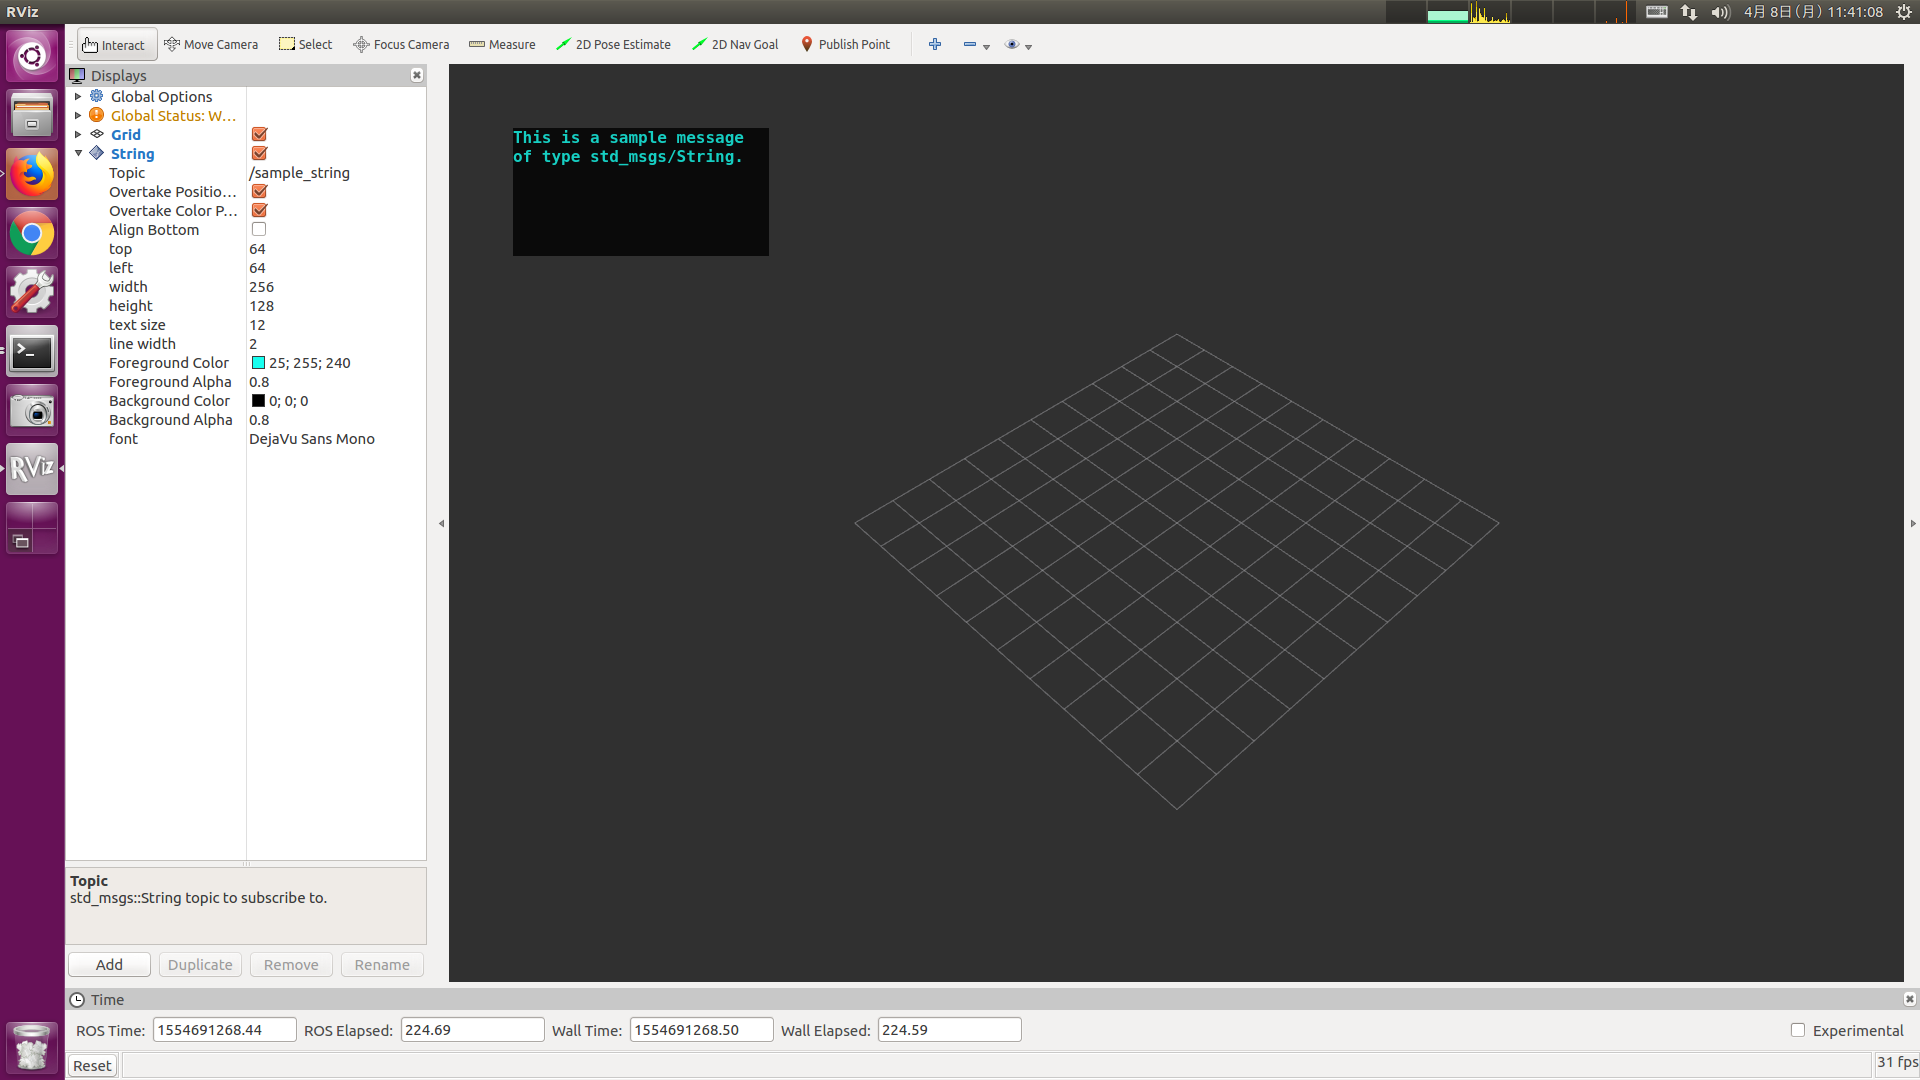 RViz
4月 8日(月) 11:41:08
Interact Move Camera Select Focus Camera Measure 2D Pose Estimate 2D Nav Goal Publish Point
Displays
Global Options
Global Status: W...
Grid
String
Topic /sample_string
Overtake Positio...
Overtake Color P...
Align Bottom
top 64
left 64
width 256
height 128
text size 12
line width 2
Foreground Color 25; 255; 240
Foreground Alpha 0.8
Background Color 0; 0; 0
Background Alpha 0.8
font DejaVu Sans Mono
This is a sample message
of type std_msgs/String.
RViz
Topic
std_msgs::String topic to subscribe to.
Add Duplicate Remove Rename
Time
ROS Time: 1554691268.44 ROS Elapsed: 224.69 Wall Time: 1554691268.50 Wall Elapsed: 224.59 Experimental
Reset 31 fps